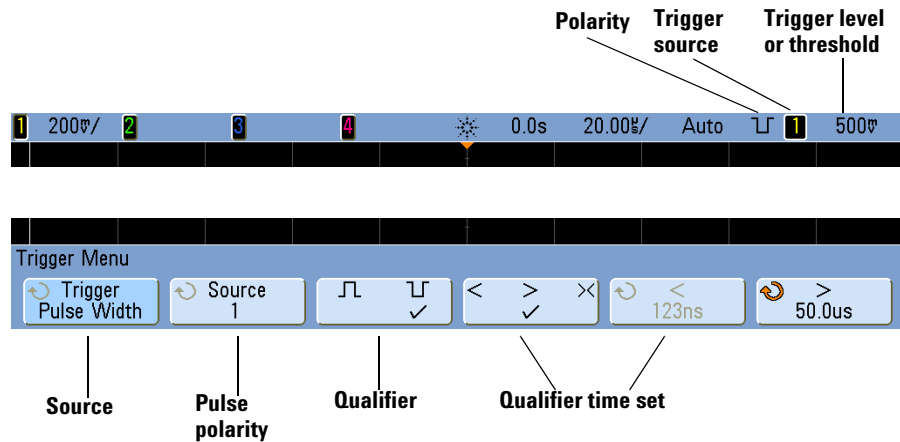 Polarity
Trigger source
Trigger level or threshold
1 200mV/ 2 3 4 0.0s 20.00us/ Auto 1 500mV
Trigger Menu
Trigger Pulse Width
Source 1
< > ><
<
123ns
>
50.0us
Source
Pulse polarity
Qualifier
Qualifier time set